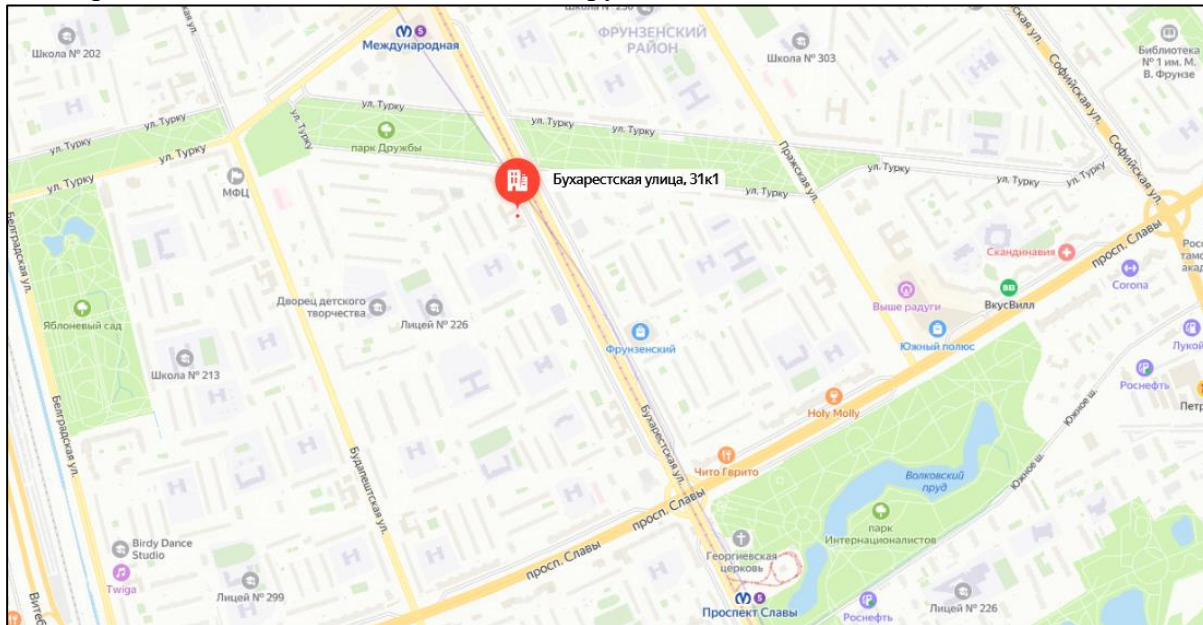 Школа № 202
Международная
5
ФРУНЗЕНСКИЙ
РАЙОН
Школа № 303
Софийская ул.
Библиотека
№ 1 им. М.
В. Фрунзе
ул. Турку
ул. Турку
ул. Турку
ул. Турку
парк Дружбы
ул. Турку
ул. Турку
ул. Турку
МФЦ
Бухарестская улица, 31к1
ул. Турку
Пражская ул.
ул. Турку
ул. Турку
ул. Турку
Софийская ул.
Белградская ул.
просп. Славы
Скандинавия
Corona
Выше радуги
ВВ
ВкусВилл
Яблоневый сад
Дворец детского
творчества
Лицей № 226
Фрунзенский
Южный полюс
Роснефть
Школа № 213
Holy Molly
Южное ш.
Белградская ул.
Будапештская ул.
Бухарестская ул.
Чито Гврито
Волковский
пруд
Южное ш.
просп. Славы
парк
Интернационалистов
Birdy Dance
Studio
Twiga
просп. Славы
Георгиевская
церковь
Лицей № 299
Проспект Славы
5
Роснефть
Лицей № 226